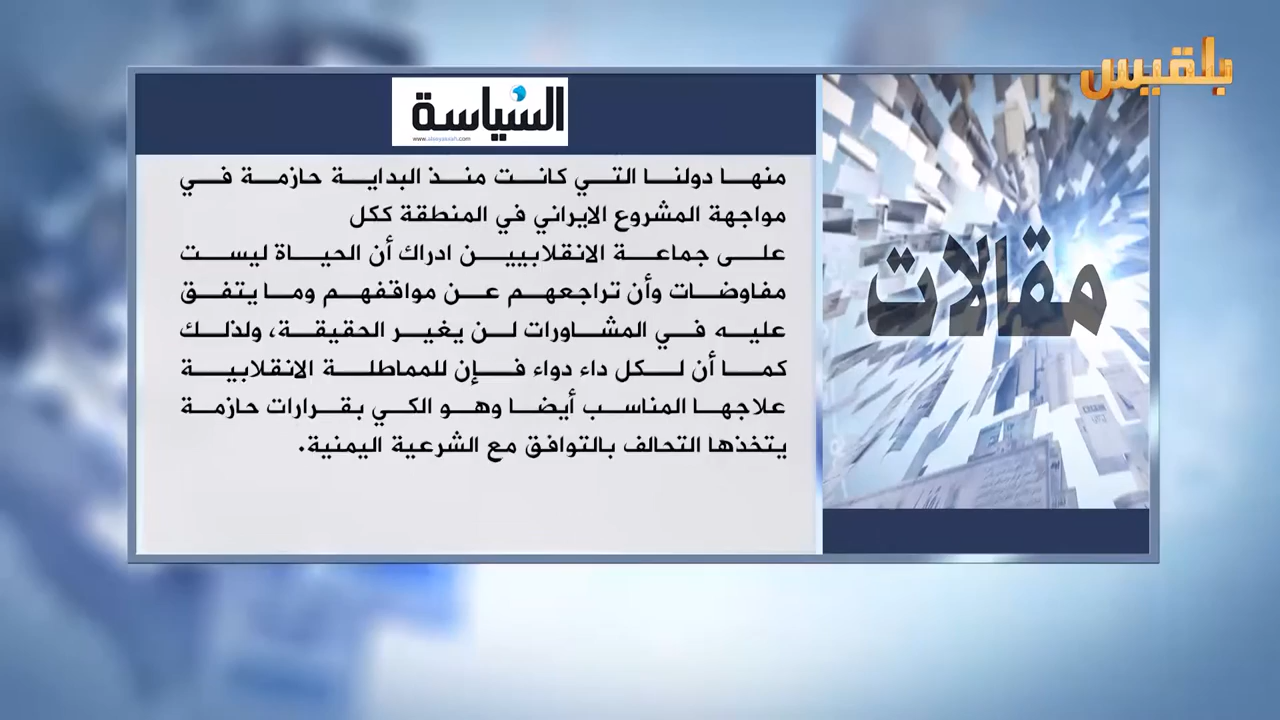 بلقيس
السياسة
www.alseyassah.com
منها دولنا التي كانت منذ البداية حازمة في
مواجهة المشروع الايراني في المنطقة ككل
على جماعة الانقلابيين ادراك أن الحياة ليست
مفاوضات وأن تراجعهم عن مواقفهم وما يتفق
عليه في المشاورات لن يغير الحقيقة، ولذلك
كما أن لكل داء دواء فإن للمماطلة الانقلابية
علاجها المناسب أيضا وهو الكي بقرارات حازمة
يتخذها التحالف بالتوافق مع الشرعية اليمنية.
مقالات